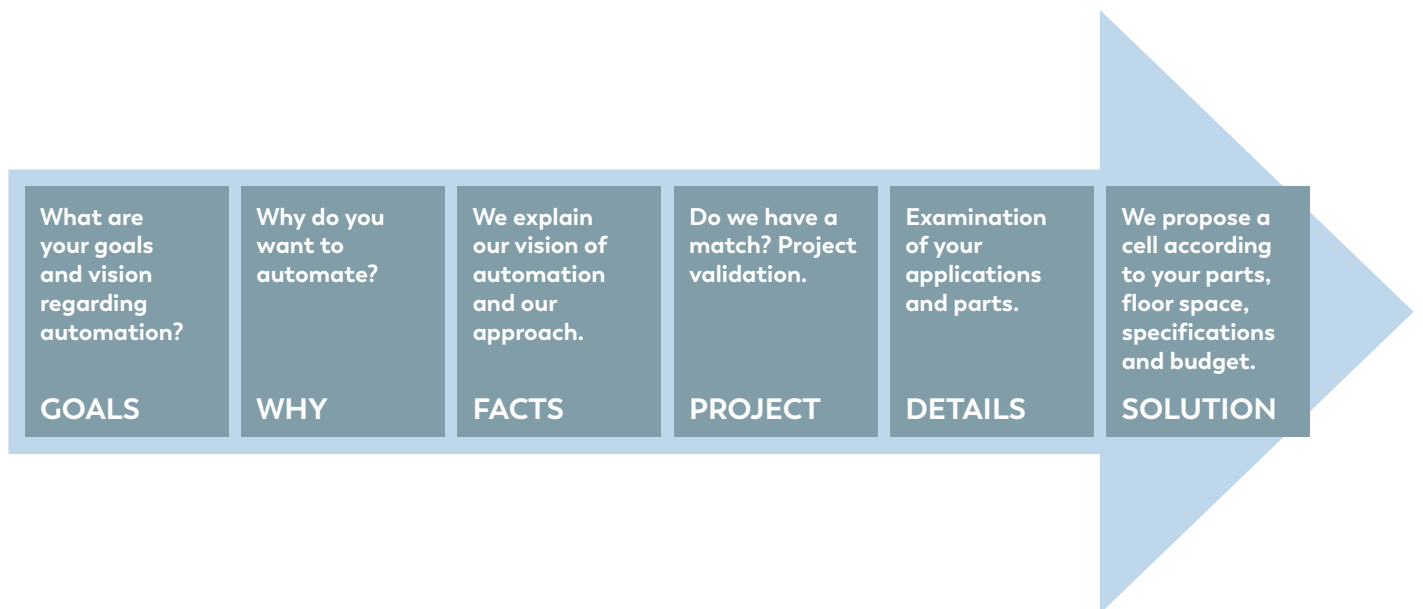 What are
your goals
and vision
regarding
automation?
GOALS
Why do you
want to
automate?
WHY
We explain
our vision of
automation
and our
approach.
FACTS
Do we have a
match? Project
validation.
PROJECT
Examination
of your
applications
and parts.
DETAILS
We propose a
cell according
to your parts,
floor space,
specifications
and budget.
SOLUTION